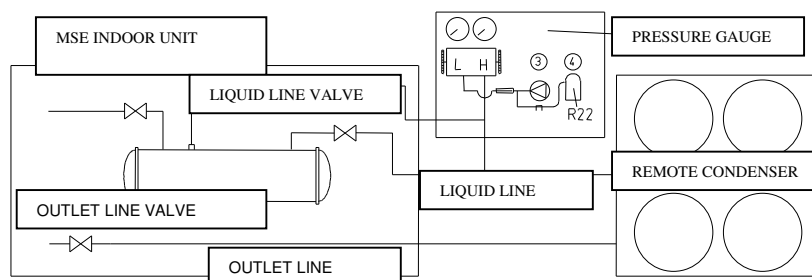 MSE INDOOR UNIT
L H
3 4
R22
PRESSURE GAUGE
LIQUID LINE VALVE
REMOTE CONDENSER
LIQUID LINE
OUTLET LINE VALVE
OUTLET LINE